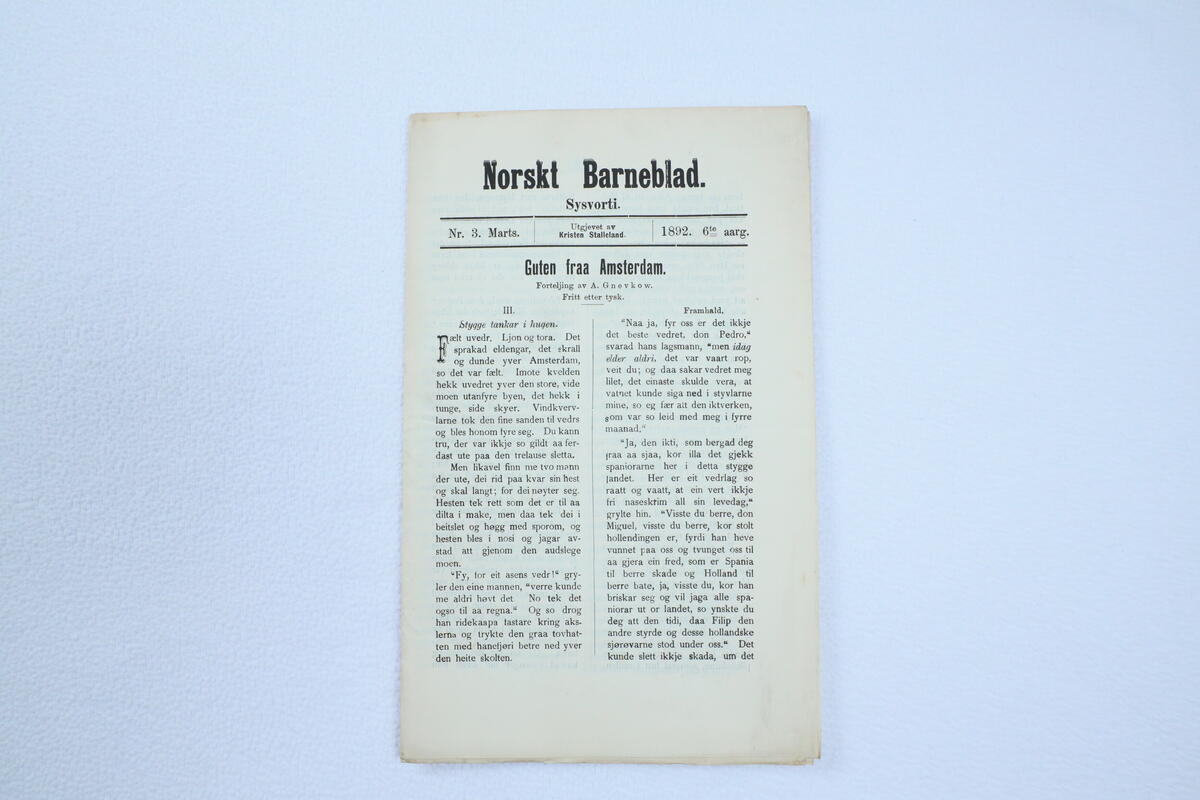 Norskt Barneblad.
Sysvorti.
Nr. 3. Marts.
Utgjevet av
Kristen Stalleland.
1892. 6te aarg.
Guten fraa Amsterdam.
Forteljing av A. Gnevkow.
Fritt etter tysk.
III.
Stygge tankar i hugen.
Fælt uvedr. Ljon og tora. Det
sprakad eldengar, det skrall
og dunde yver Amsterdam,
so det var fælt. Imote kvelden
hekk uvedret yver den store, vide
moen utanfyre byen, det hekk i
tunge, side skyer. Vindkverv-
larne tok den fine sanden til vedrs
og bles honom fyre seg. Du kann
tru, der var ikkje so gildt aa fer-
dast ute paa den trelause sletta.
Men likavel finn me tvo mann
der ute, dei rid paa kvar sin hest
og skal langt; for dei nøyter seg.
Hesten tek rett som det er til aa
dilta i make, men daa tek dei i
beitslet og høgg med sporom, og
hesten bles i nosi og jagar av-
stad att gjenom den audslege
moen.
"Fy, for eit asens vedr!" gry-
ler den eine mannen, "verre kunde
me aldri høvt det. No tek det
ogso til aa regna." Og so drog
han ridekaapa fastare kring aks-
lerna og trykte den graa tovhat-
ten med hanefjøri betre ned yver
den heite skolten.
Framhald.
"Naa ja, fyr oss er det ikkje
det beste vedret, don Pedro,"
svarad hans lagsmann, "men idag
elder aldri, det var vaart rop,
veit du; og daa sakar vedret meg
litet, det einaste skulde vera, at
vatnet kunde siga ned i styvlarne
mine, so eg fær att den iktverken,
som var so leid med meg i fyrre
maanad."
"Ja, den ikti, som bergad deg
fraa aa sjaa, kor illa det gjekk
spaniorarne her i detta stygge
landet. Her er eit vedrlag so
raatt og vaatt, at ein vert ikkje
fri naseskrim all sin levedag,"
grylte hin. "Visste du berre, don
Miguel, visste du berre, kor stolt
hollendingen er, fyrdi han heve
vunnet paa oss og tvunget oss til
aa gjera ein fred, som er Spania
til berre skade og Holland til
berre bate, ja, visste du, kor han
briskar seg og vil jaga alle spa-
niorar ut or landet, so ynskte du
deg att den tidi, daa Filip den
andre styrde og desse hollandske
sjørøvarne stod under oss." Det
kunde slett ikkje skada, um det